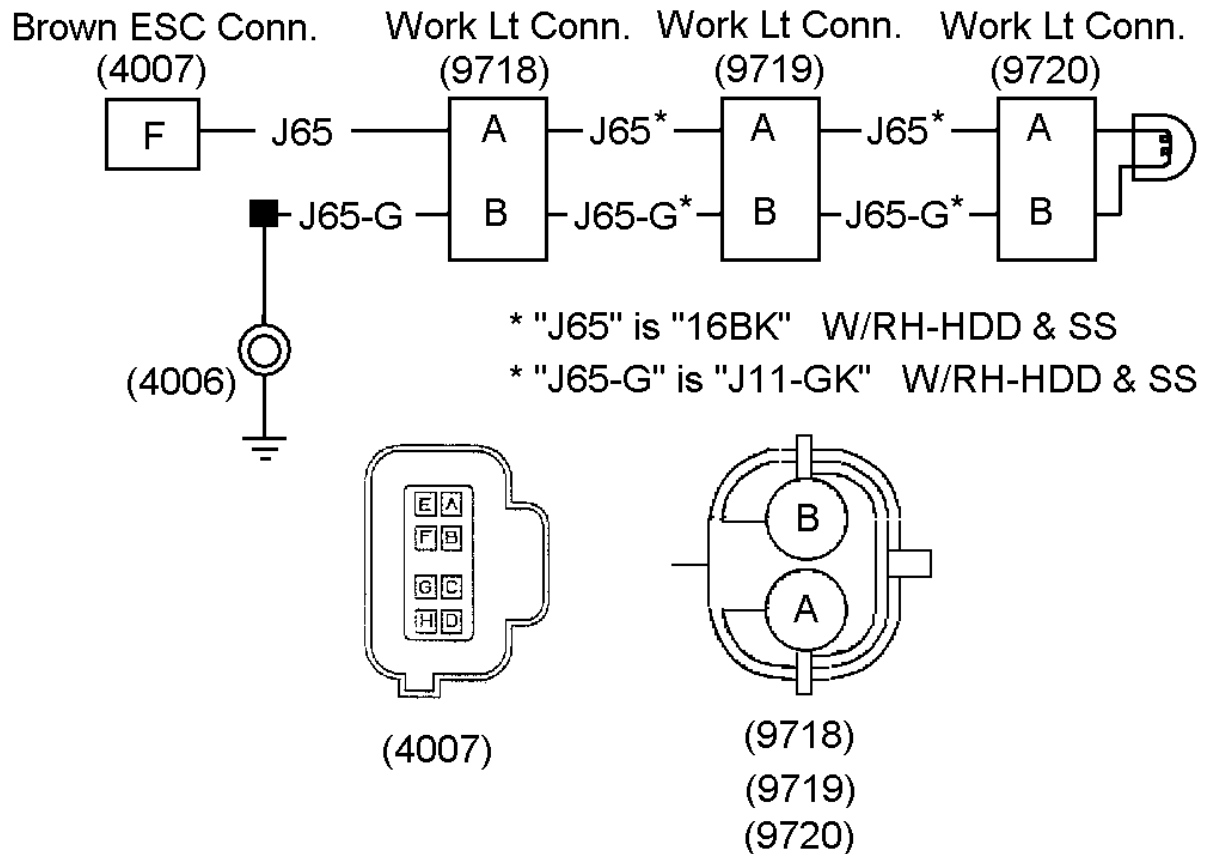 Brown ESC Conn. Work Lt Conn. Work Lt Conn. Work Lt Conn.
(4007) (9718) (9719) (9720)
F J65 A J65* A J65* A
J65-G B J65-G* B J65-G* B
* "J65" is "16BK" W/RH-HDD & SS
(4006) * "J65-G" is "J11-GK" W/RH-HDD & SS
E A
F B
G C
H D
B
A
(4007)
(9718)
(9719)
(9720)